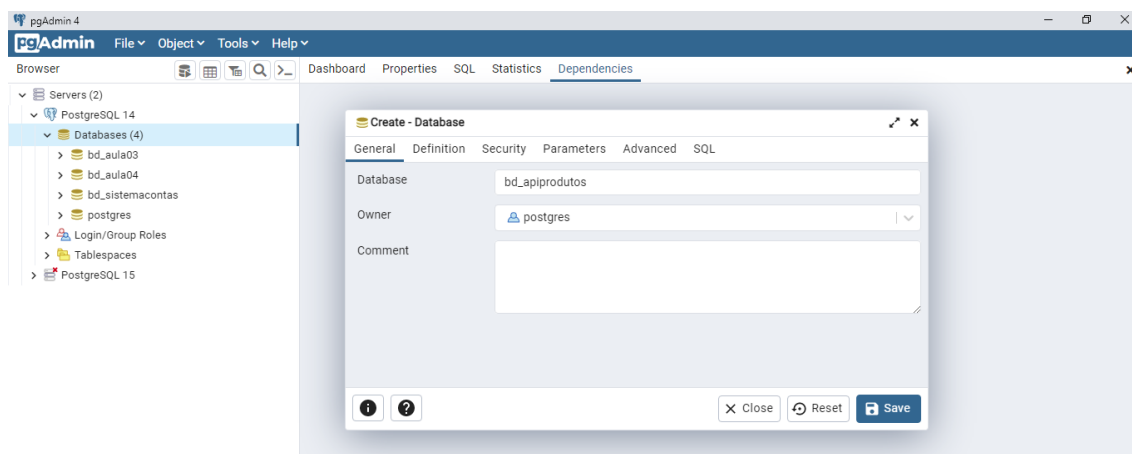 pgAdmin 4
pgAdmin File Object Tools Help
Browser Dashboard Properties SQL Statistics Dependencies
Servers (2)
PostgreSQL 14
Databases (4)
bd_aula03
bd_aula04
bd_sistemacontas
postgres
Login/Group Roles
Tablespaces
PostgreSQL 15
Create - Database
General Definition Security Parameters Advanced SQL
Database bd_apiprodutos
Owner postgres
Comment
Close Reset Save